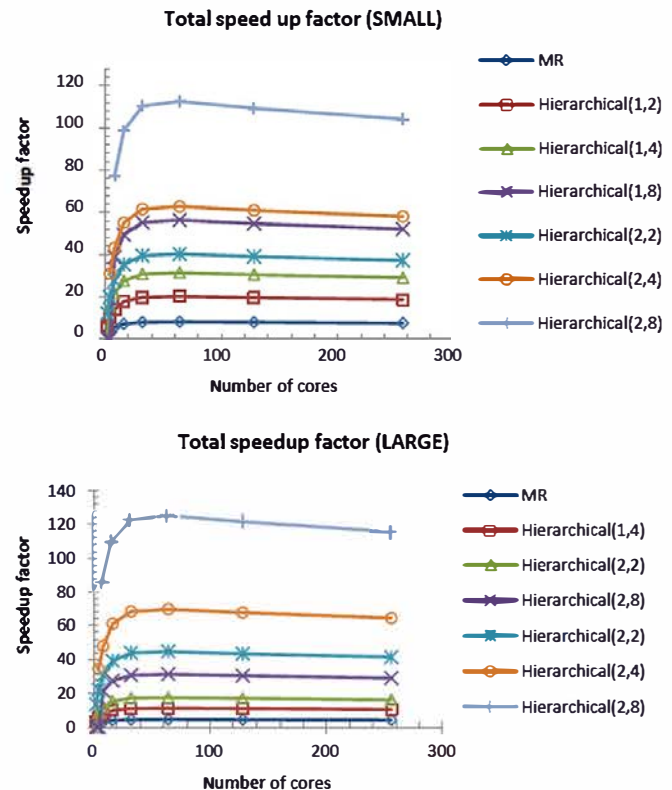 Total speed up factor (SMALL)
120
100
80
60
40
20
0
0
100
200
300
Speedup factor
Number of cores
MR
Hierarchical(1,2)
Hierarchical(1,4)
Hierarchical(1,8)
Hierarchical(2,2)
Hierarchical(2,4)
Hierarchical(2,8)
Total speedup factor (LARGE)
140
120
100
80
60
40
20
0
0
100
200
300
Speedup factor
Number of cores
MR
Hierarchical(1,4)
Hierarchical(2,2)
Hierarchical(2,8)
Hierarchical(2,2)
Hierarchical(2,4)
Hierarchical(2,8)